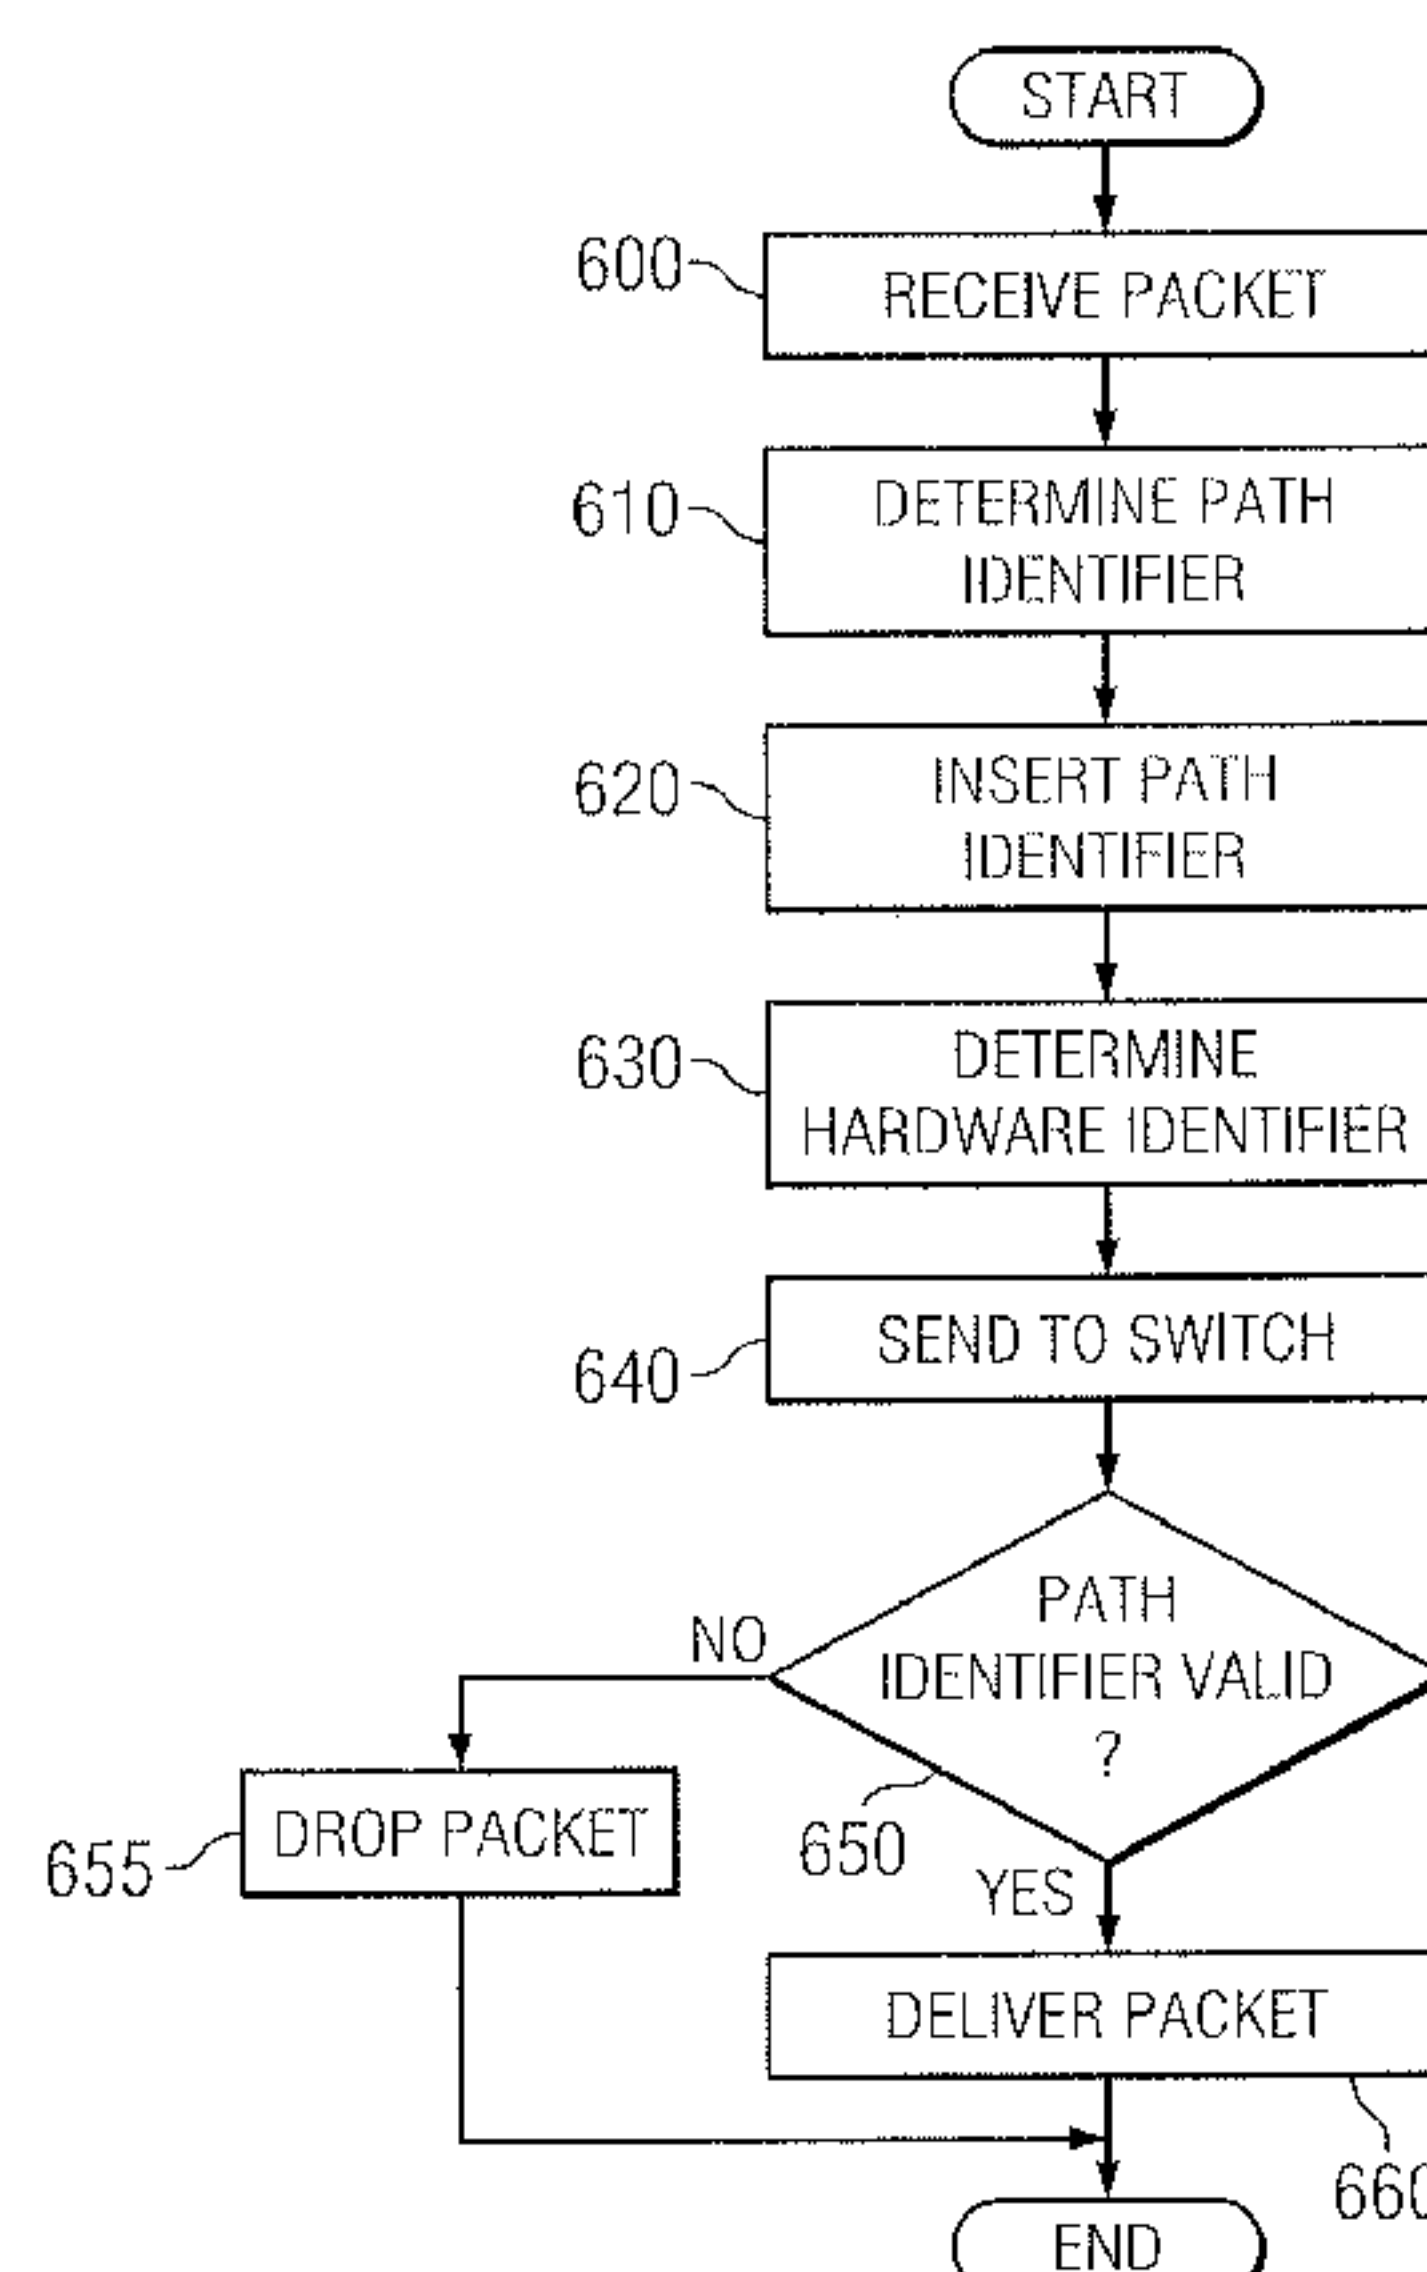 START
600
RECEIVE PACKET
610
DETERMINE PATH
IDENTIFIER
620
INSERT PATH
IDENTIFIER
630
DETERMINE
HARDWARE IDENTIFIER
640
SEND TO SWITCH
NO
PATH
IDENTIFIER VALID
?
650
655
DROP PACKET
YES
DELIVER PACKET
660
END